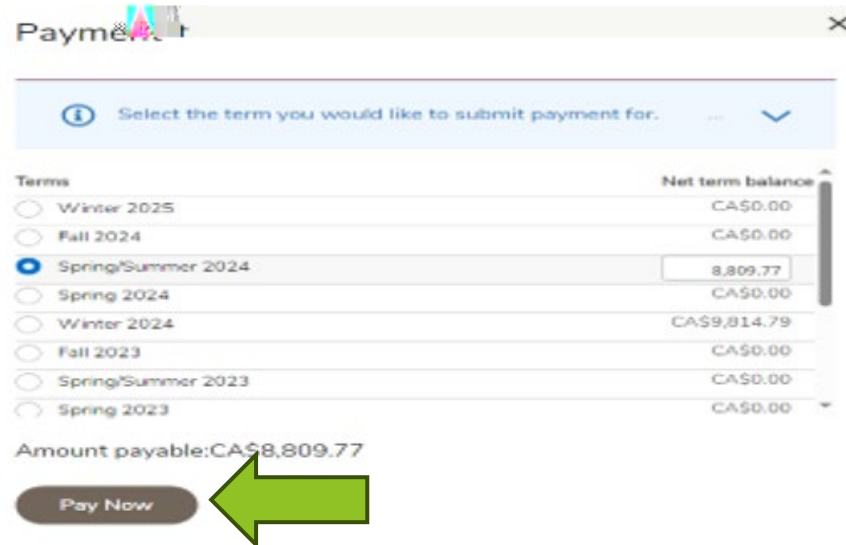 Select the term you would like to submit payment for. ...
Terms Net term balance
Winter 2025 CA$0.00
Fall 2024 CA$0.00
Spring/Summer 2024 8,809.77
Spring 2024 CA$0.00
Winter 2024 CA$9,814.79
Fall 2023 CA$0.00
Spring/Summer 2023 CA$0.00
Spring 2023 CA$0.00
Amount payable:CA$8,809.77
Pay Now